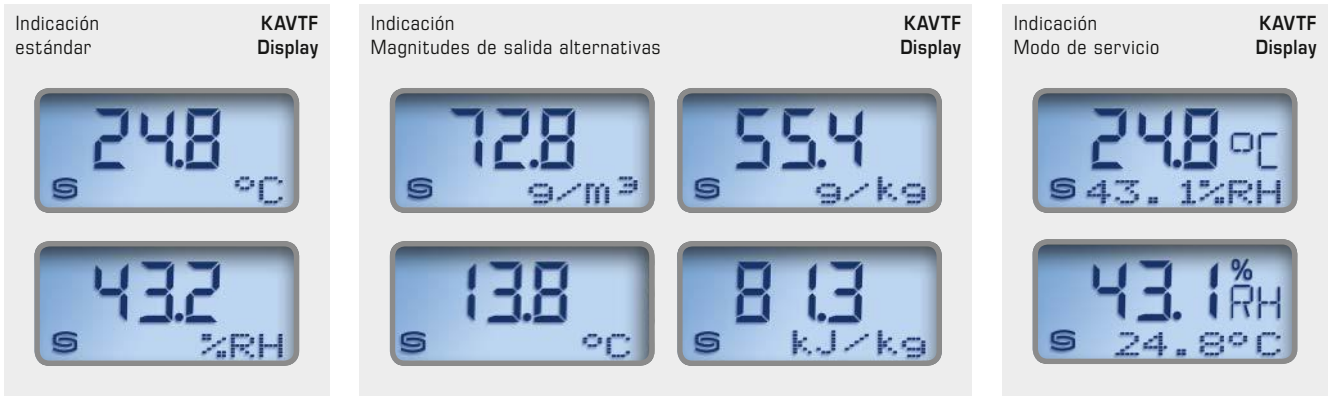 Indicación KAVTF
estándar Display
24.8
°C
43.2
%RH
Indicación KAVTF
Magnitudes de salida alternativas Display
72.8
g/m³
55.4
g/kg
13.8
°C
81.3
kJ/kg
Indicación KAVTF
Modo de servicio Display
24.8 °C
43.1%RH
43.1 % RH
24.8°C